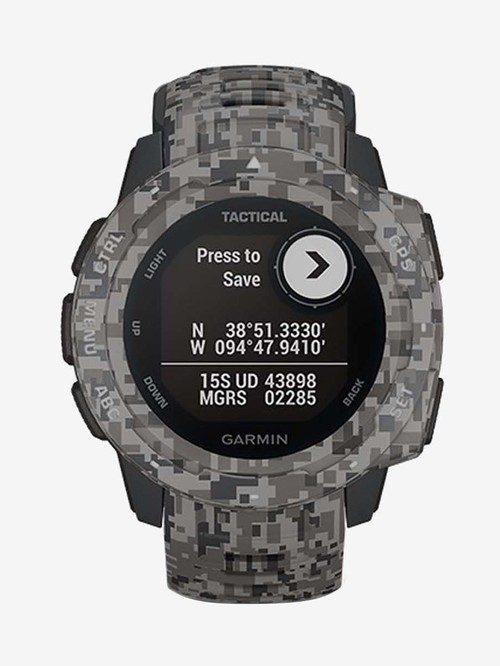 TACTICAL
CTRL
LIGHT
GPS
Press to
Save
MENU
UP
N 38°51.3330'
W 094°47.9410'
15S UD 43898
MGRS 02285
ABC
DOWN
BACK
SET
GARMIN